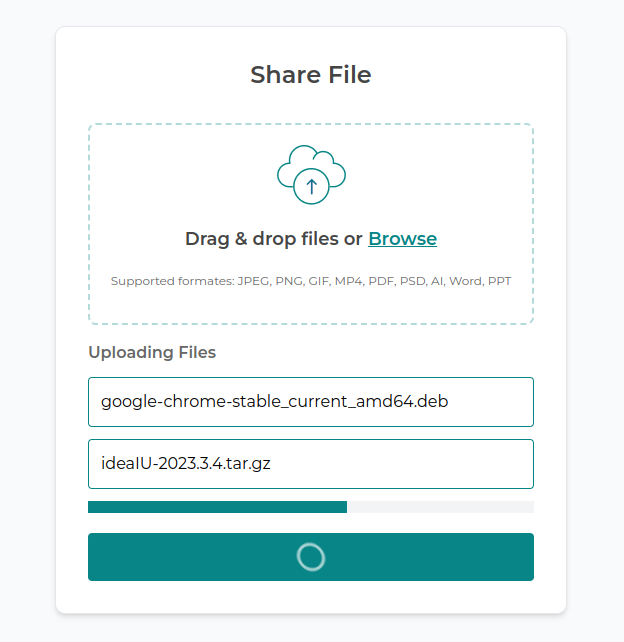 Share File
Drag & drop files or Browse
Supported formates: JPEG, PNG, GIF, MP4, PDF, PSD, AI, Word, PPT
Uploading Files
google-chrome-stable_current_amd64.deb
ideaIU-2023.3.4.tar.gz